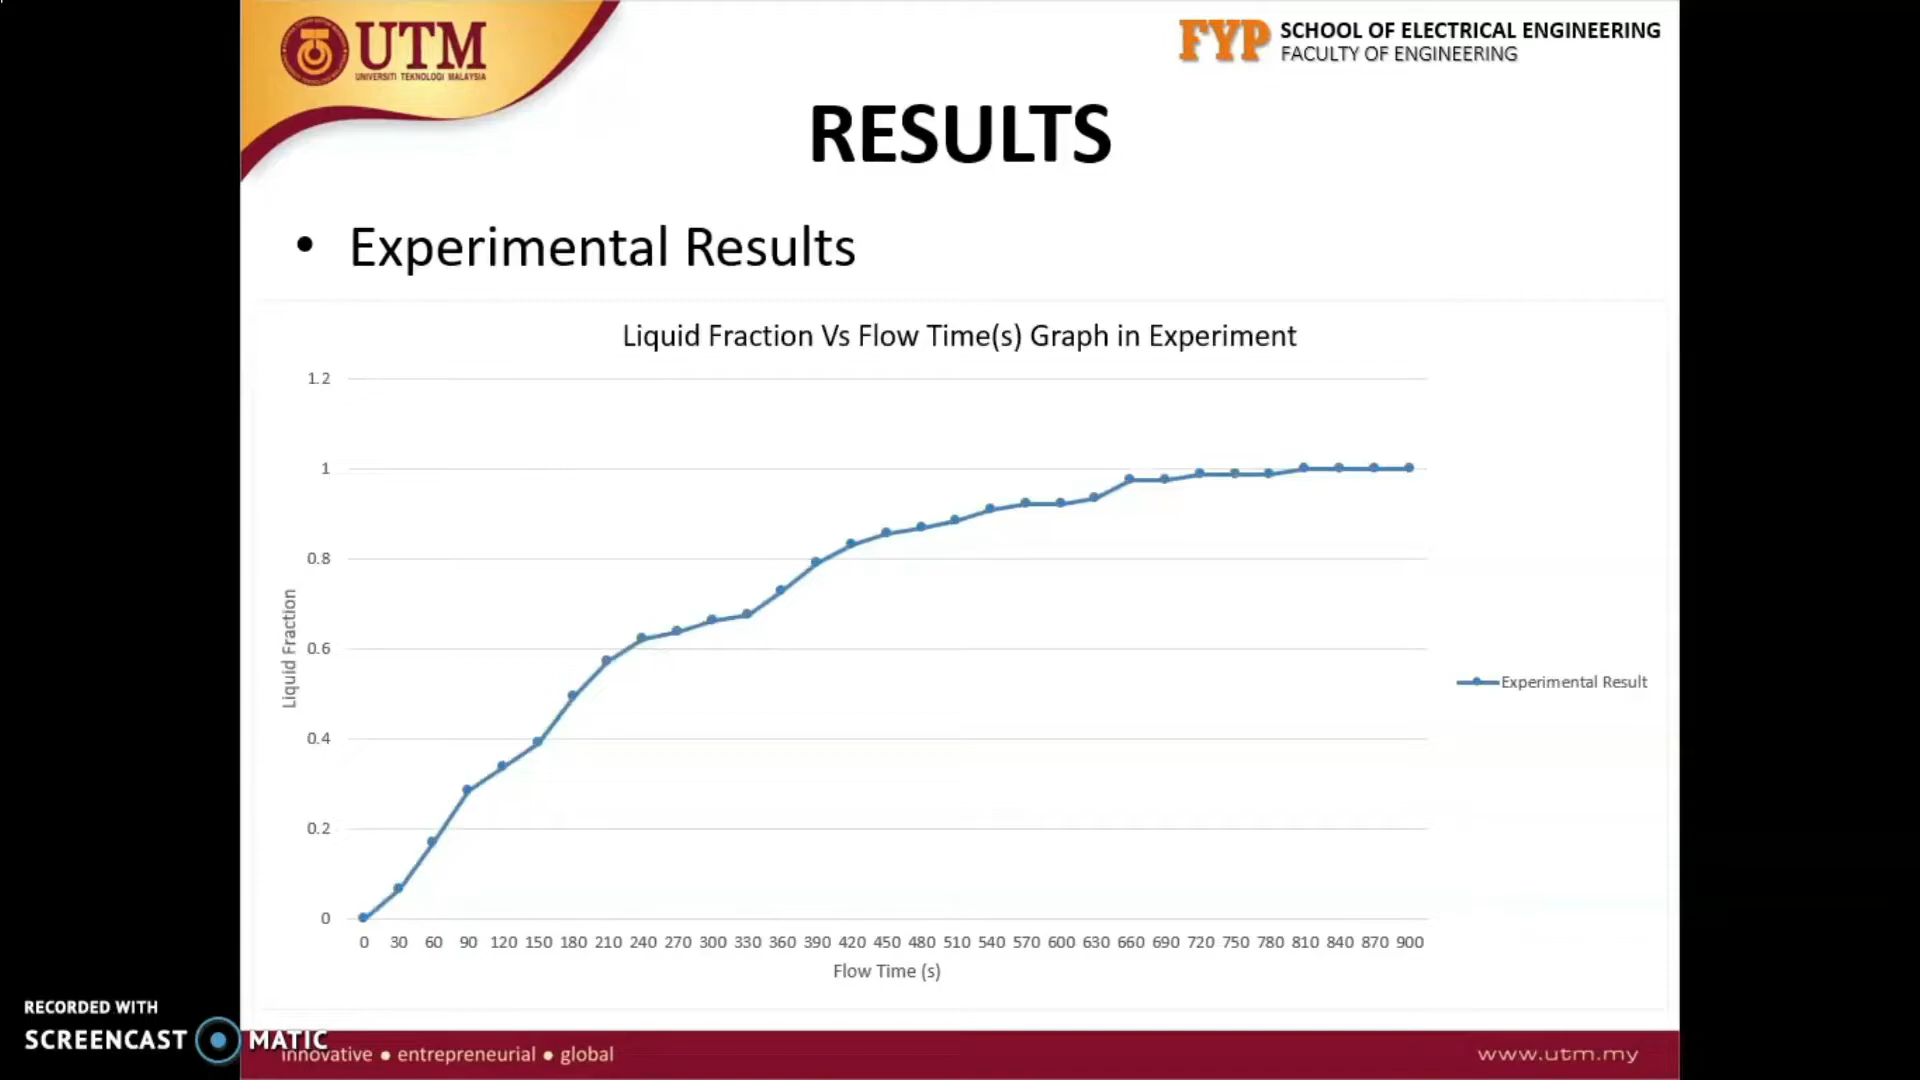 UTM
UNIVERSITI TEKNOLOGI MALAYSIA
FYP SCHOOL OF ELECTRICAL ENGINEERING
FACULTY OF ENGINEERING
RESULTS
• Experimental Results
Liquid Fraction Vs Flow Time(s) Graph in Experiment
1.2
1
0.8
0.6
0.4
0.2
0
Liquid Fraction
0 30 60 90 120 150 180 210 240 270 300 330 360 390 420 450 480 510 540 570 600 630 660 690 720 750 780 810 840 870 900
Flow Time (s)
Experimental Result
RECORDED WITH
SCREENCAST MATIC
innovative ● entrepreneurial ● global
www.utm.my